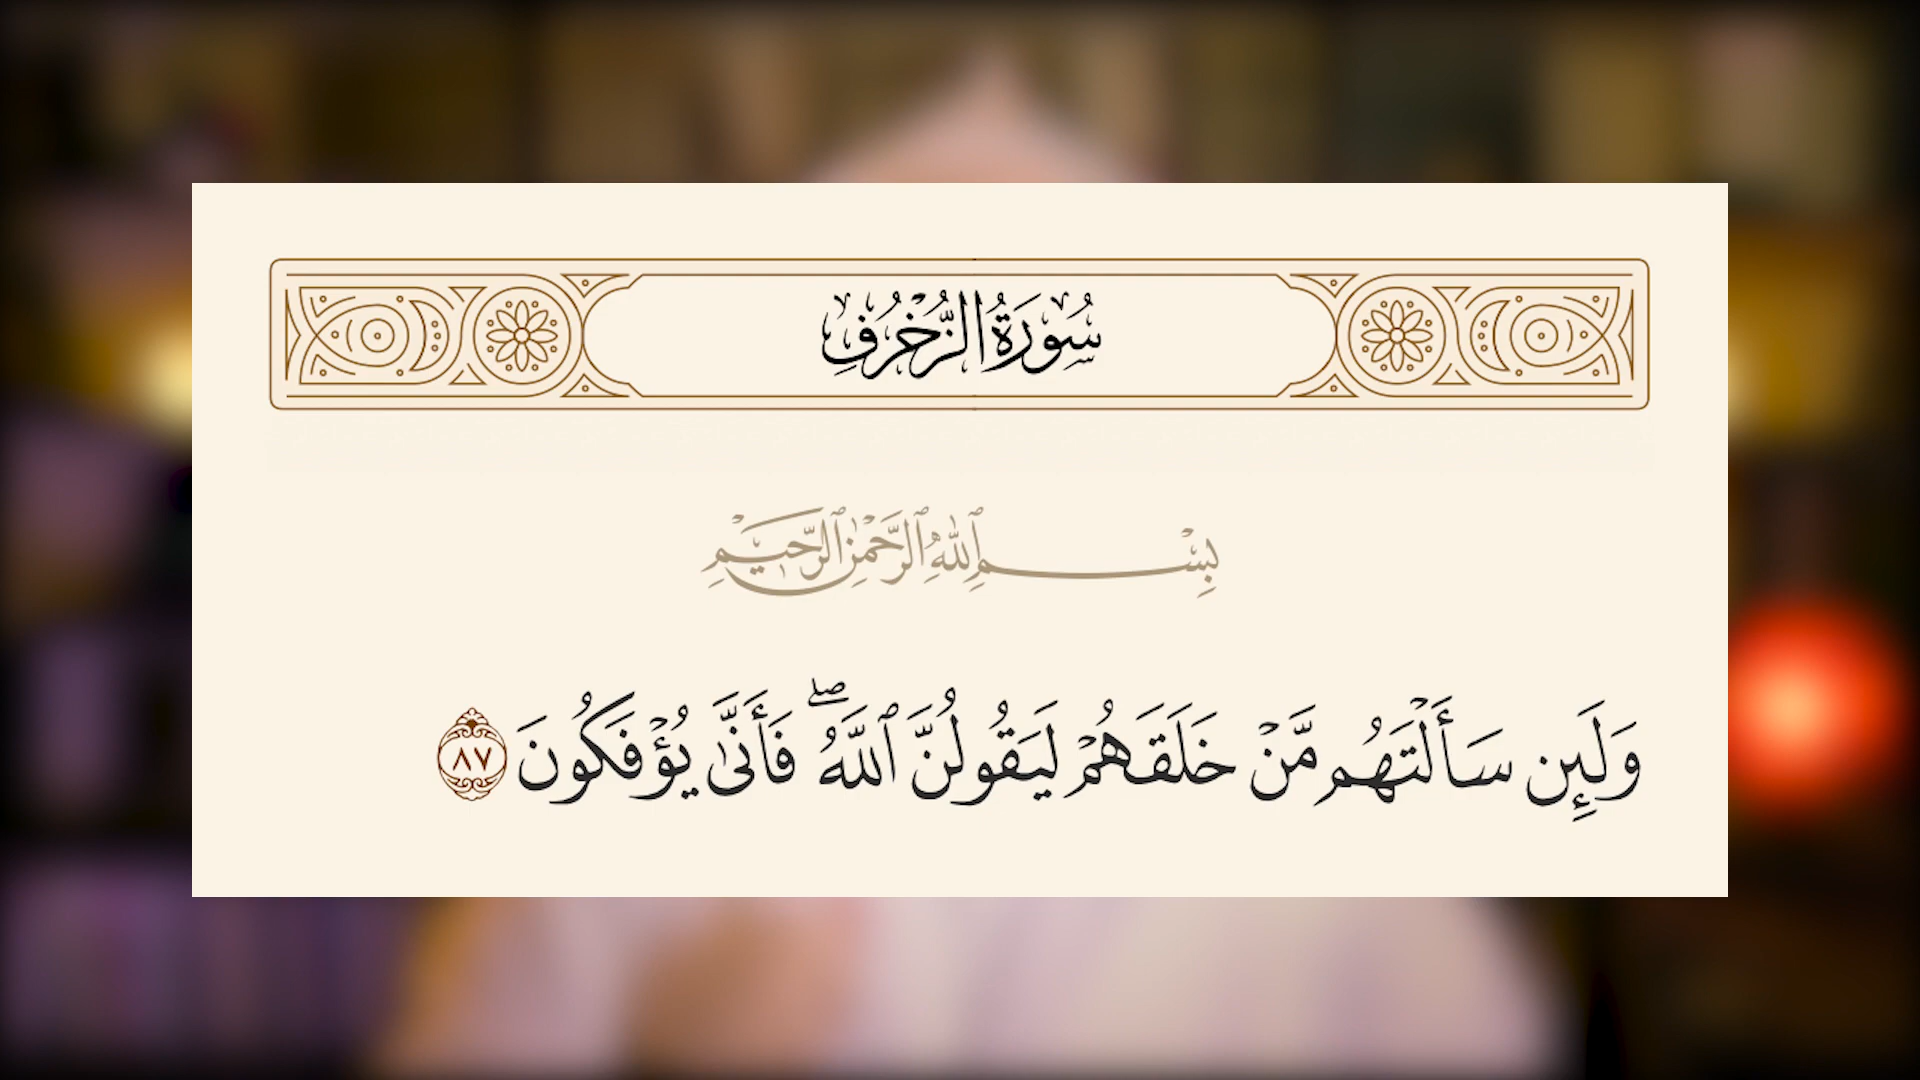 سُورَةُ الزُّخْرُفِ
بِسْمِ ٱللَّهِ ٱلرَّحْمَٰنِ ٱلرَّحِيمِ
وَلَئِن سَأَلْتَهُم مَّنْ خَلَقَهُمْ لَيَقُولُنَّ ٱللَّهُ ۖ فَأَنَّىٰ يُؤْفَكُونَ ٨٧